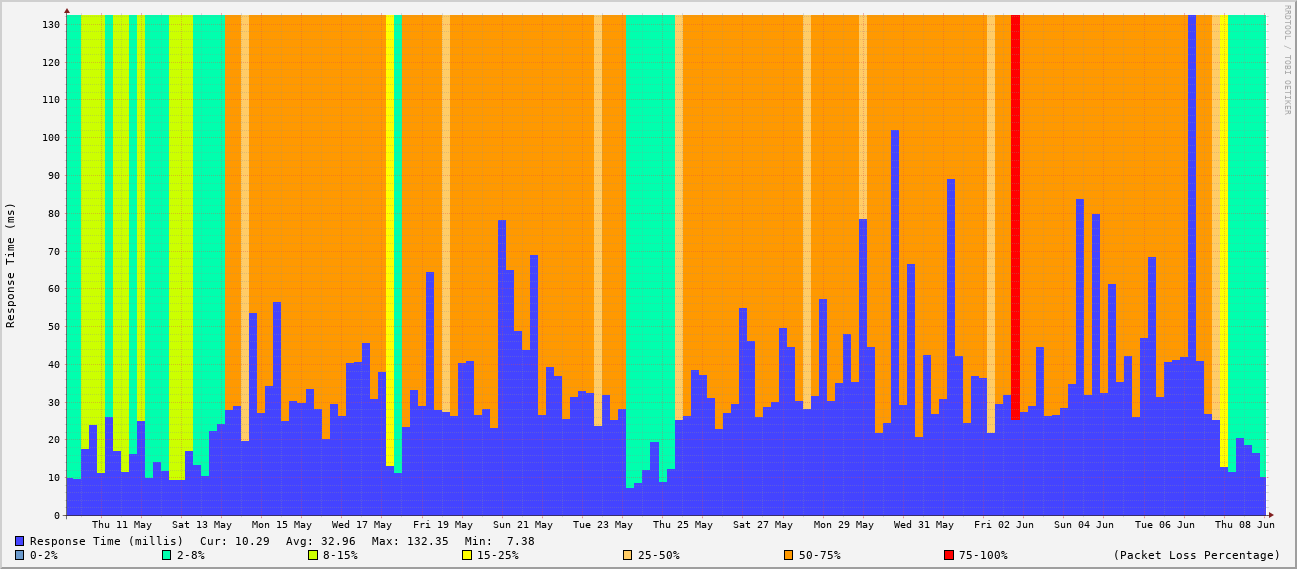 RRDTOOL / TOBI OETIKER
Response Time (ms)
130
120
110
100
90
80
70
60
50
40
30
20
10
0
Thu 11 May Sat 13 May Mon 15 May Wed 17 May Fri 19 May Sun 21 May Tue 23 May Thu 25 May Sat 27 May Mon 29 May Wed 31 May Fri 02 Jun Sun 04 Jun Tue 06 Jun Thu 08 Jun
Response Time (millis) Cur: 10.29 Avg: 32.96 Max: 132.35 Min: 7.38
0-2% 2-8% 8-15% 15-25% 25-50% 50-75% 75-100% (Packet Loss Percentage)